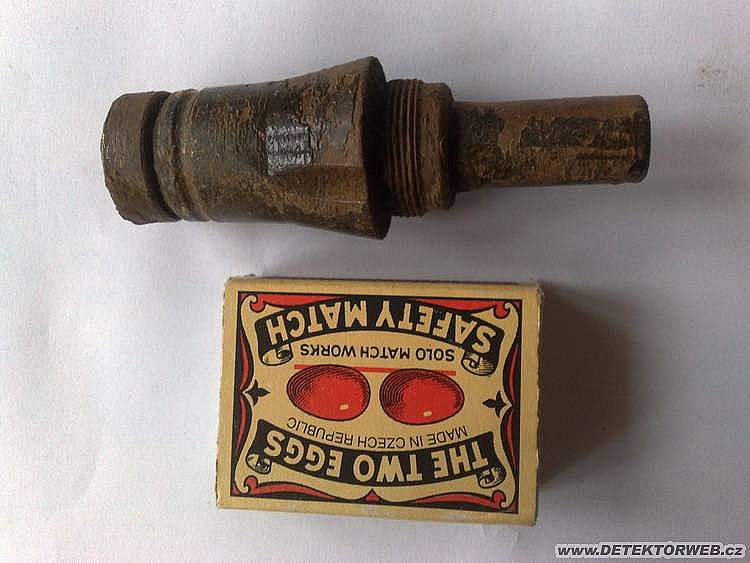 THE TWO EGGS
MADE IN CZECH REPUBLIC
SOLO MATCH WORKS
SAFETY MATCH
www.DETEKTORWEB.cz